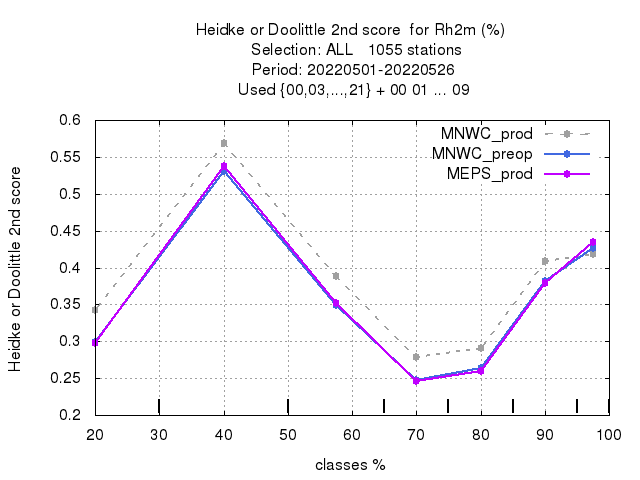 Heidke or Doolittle 2nd score  for Rh2m (%)
Selection: ALL   1055 stations
Period: 20220501-20220526
Used {00,03,...,21} + 00 01 ... 09
MNWC_prod
MNWC_preop
MEPS_prod
Heidke or Doolittle 2nd score
0.6
0.55
0.5
0.45
0.4
0.35
0.3
0.25
0.2
20 30 40 50 60 70 80 90 100
classes %